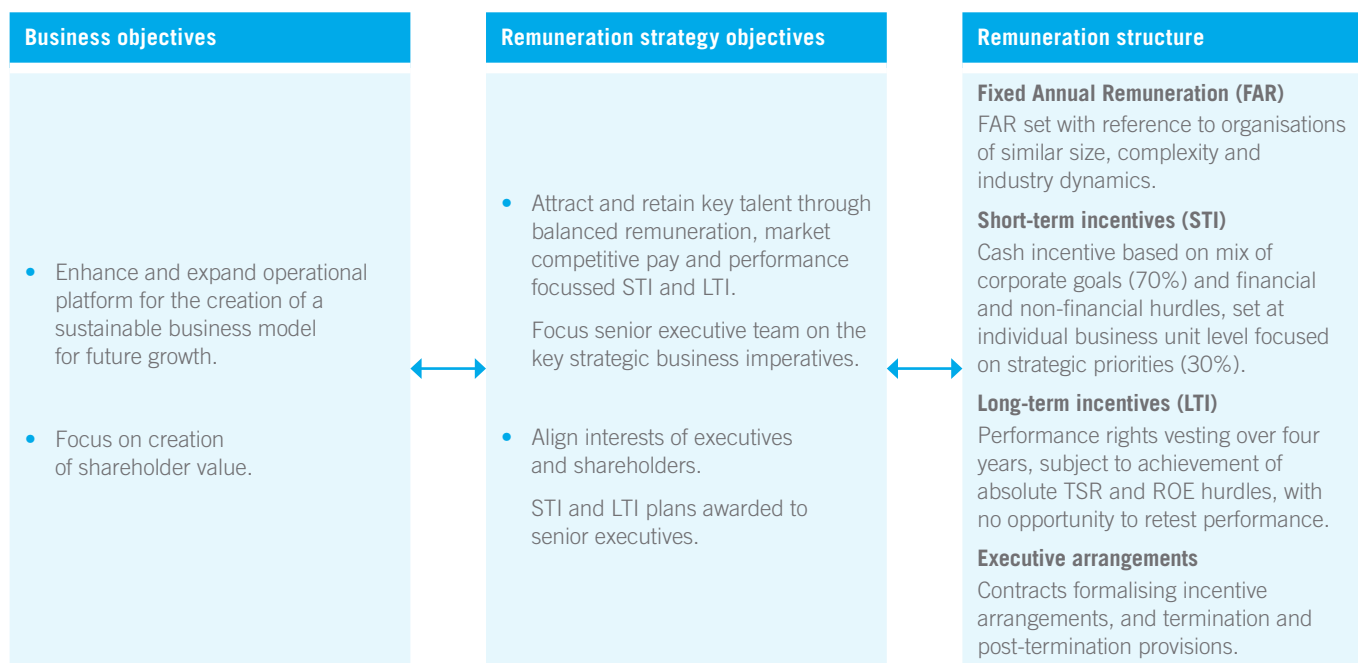 Business objectives
• Enhance and expand operational
platform for the creation of a
sustainable business model
for future growth.
• Focus on creation
of shareholder value.
Remuneration strategy objectives
• Attract and retain key talent through
balanced remuneration, market
competitive pay and performance
focussed STI and LTI.
Focus senior executive team on the
key strategic business imperatives.
• Align interests of executives
and shareholders.
STI and LTI plans awarded to
senior executives.
Remuneration structure
Fixed Annual Remuneration (FAR)
FAR set with reference to organisations
of similar size, complexity and
industry dynamics.
Short-term incentives (STI)
Cash incentive based on mix of
corporate goals (70%) and financial
and non-financial hurdles, set at
individual business unit level focused
on strategic priorities (30%).
Long-term incentives (LTI)
Performance rights vesting over four
years, subject to achievement of
absolute TSR and ROE hurdles, with
no opportunity to retest performance.
Executive arrangements
Contracts formalising incentive
arrangements, and termination and
post-termination provisions.